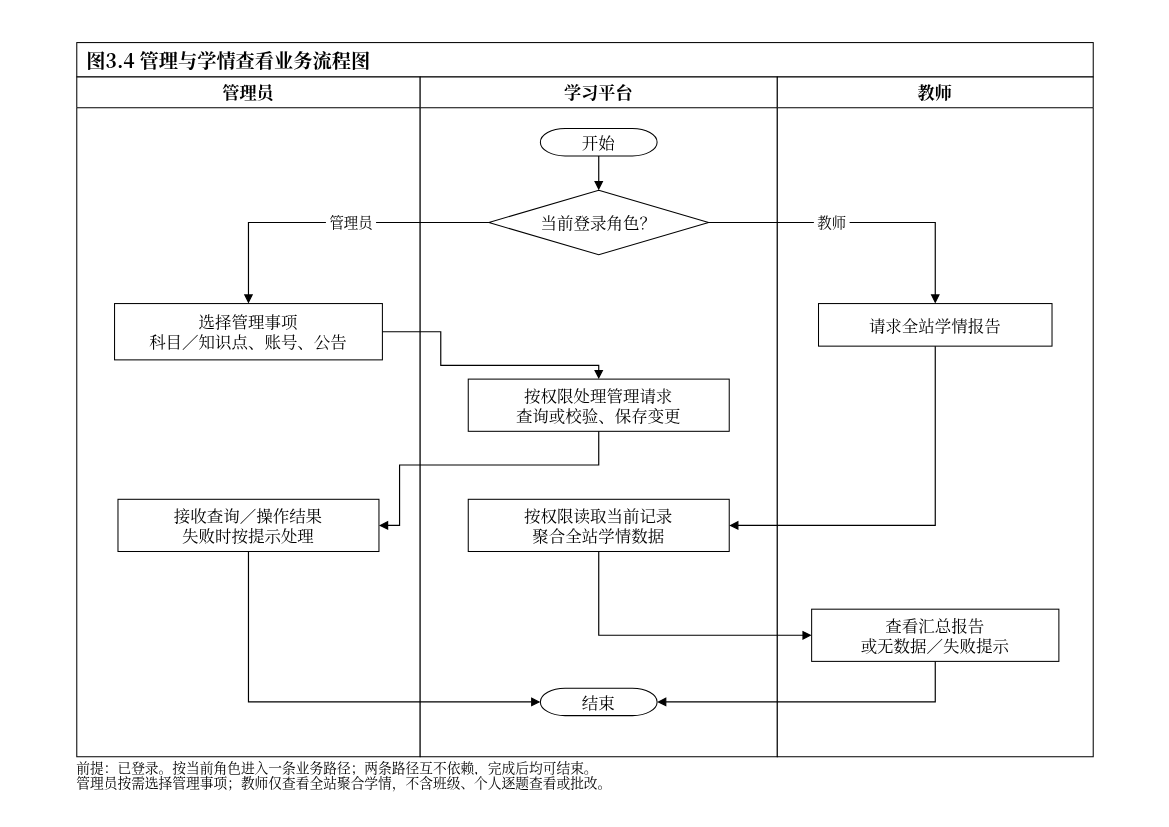 图3.4 管理与学情查看业务流程图
管理员
学习平台
教师
开始
当前登录角色？
管理员
教师
选择管理事项
科目／知识点、账号、公告
请求全站学情报告
按权限处理管理请求
查询或校验、保存变更
接收查询／操作结果
失败时按提示处理
按权限读取当前记录
聚合全站学情数据
查看汇总报告
或无数据／失败提示
结束
前提：已登录。按当前角色进入一条业务路径；两条路径互不依赖，完成后均可结束。
管理员按需选择管理事项；教师仅查看全站聚合学情，不含班级、个人逐题查看或批改。